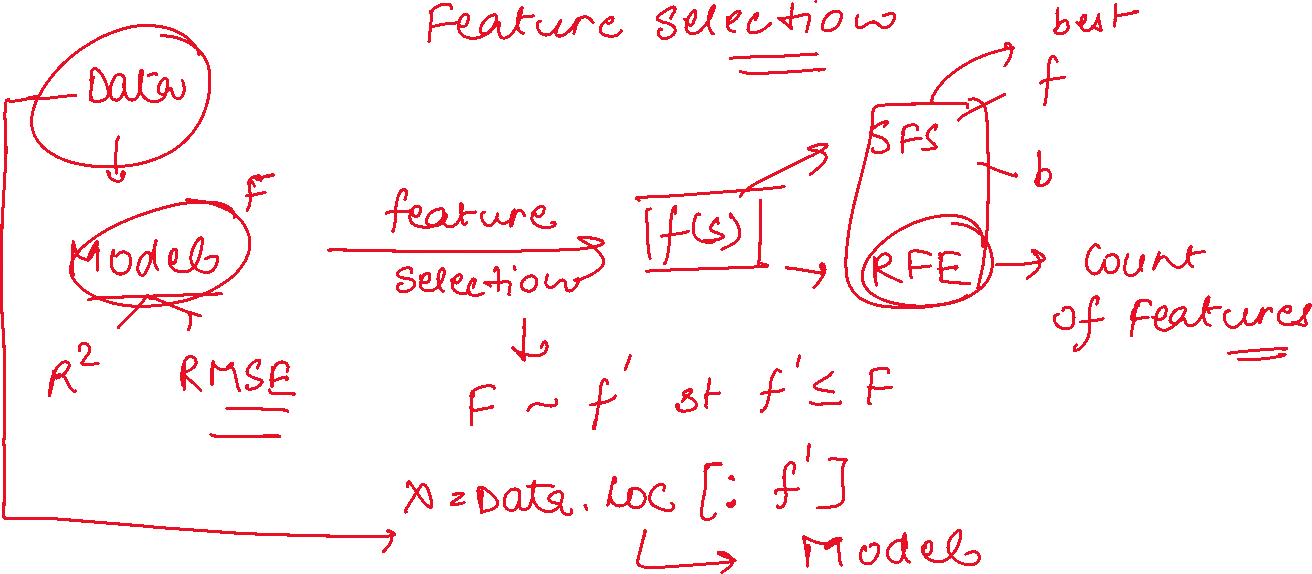 Feature Selection
best
f
b
Data
SFS
F
Model
feature
selection
f(s)
RFE
Count
of Features
R²
RMSE
F ~ f' st f' ≤ F
X = Data.loc [: f']
Model